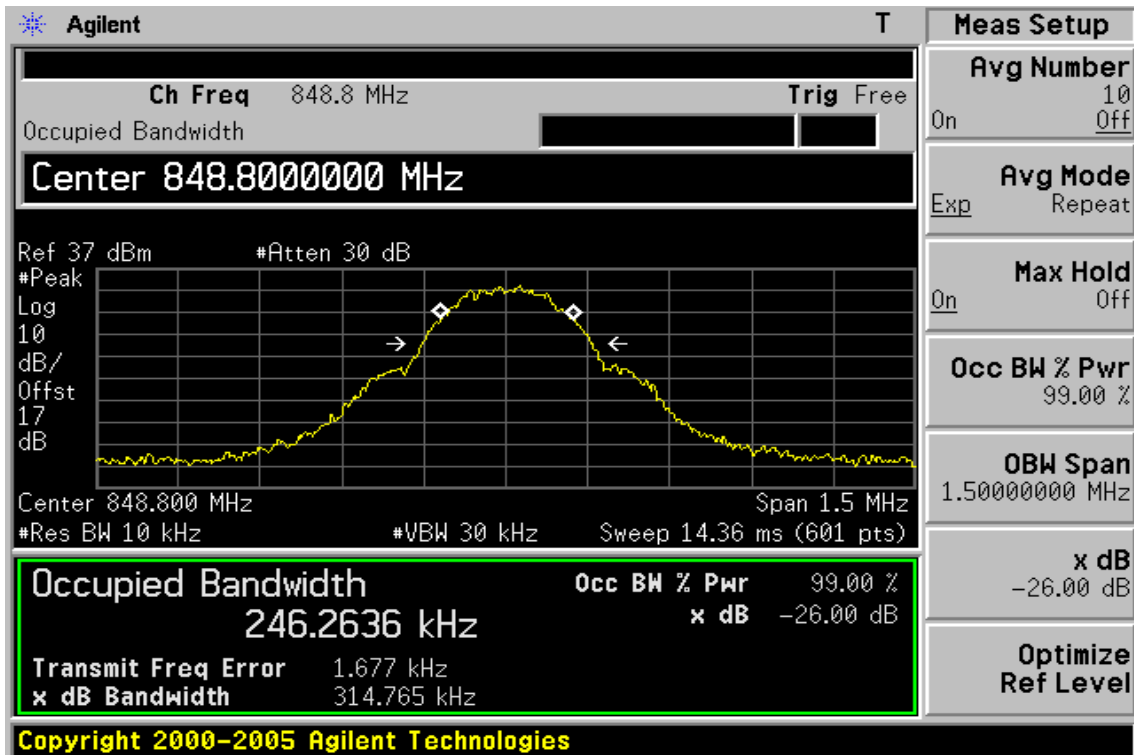 Agilent T
Ch Freq 848.8 MHz Trig Free
Occupied Bandwidth
Center 848.8000000 MHz
Ref 37 dBm #Atten 30 dB
#Peak
Log
10
dB/
Offst
17
dB
Center 848.800 MHz Span 1.5 MHz
#Res BW 10 kHz #VBW 30 kHz Sweep 14.36 ms (601 pts)
Occupied Bandwidth Occ BW % Pwr 99.00 %
246.2636 kHz x dB -26.00 dB
Transmit Freq Error 1.677 kHz
x dB Bandwidth 314.765 kHz
Copyright 2000-2005 Agilent Technologies
Meas Setup
Avg Number
10
On Off
Avg Mode
Exp Repeat
Max Hold
On Off
Occ BW % Pwr
99.00 %
OBW Span
1.50000000 MHz
x dB
-26.00 dB
Optimize
Ref Level